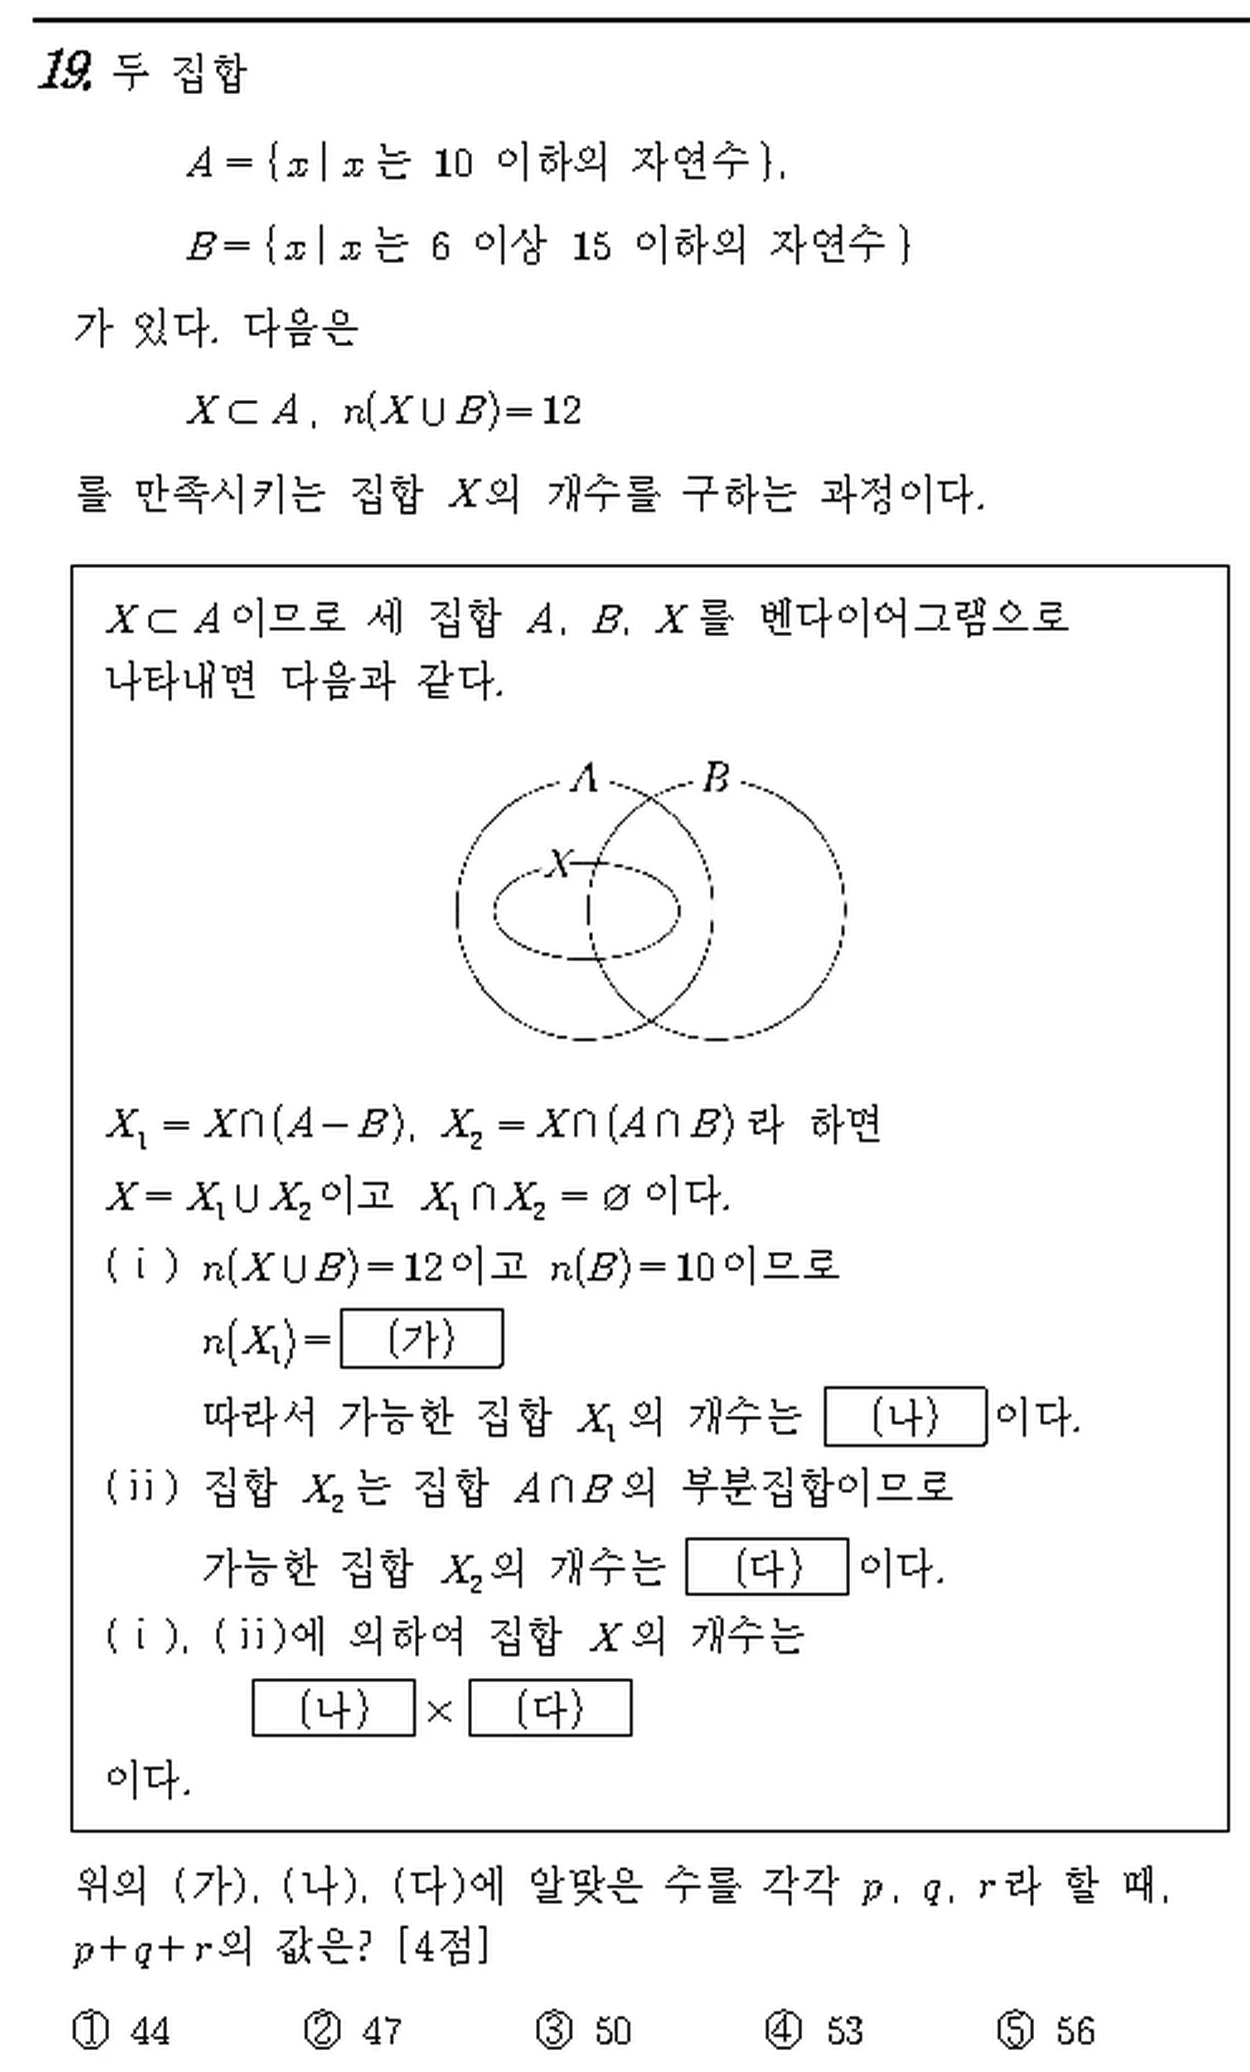 19. 두 집합
A = {x | x는 10 이하의 자연수},
B = {x | x는 6 이상 15 이하의 자연수}
가 있다. 다음은
X ⊂ A, n(X∪B) = 12
를 만족시키는 집합 X의 개수를 구하는 과정이다.
X ⊂ A이므로 세 집합 A, B, X를 벤다이어그램으로
나타내면 다음과 같다.
A B
X
X₁ = X∩(A−B), X₂ = X∩(A∩B)라 하면
X = X₁∪X₂이고 X₁∩X₂ = ∅ 이다.
(i) n(X∪B) = 12이고 n(B) = 10이므로
n(X₁) = (가)
따라서 가능한 집합 X₁의 개수는 (나) 이다.
(ii) 집합 X₂는 집합 A∩B의 부분집합이므로
가능한 집합 X₂의 개수는 (다) 이다.
(i), (ii)에 의하여 집합 X의 개수는
(나) × (다)
이다.
위의 (가), (나), (다)에 알맞은 수를 각각 p, q, r라 할 때,
p+q+r의 값은? [4점]
① 44 ② 47 ③ 50 ④ 53 ⑤ 56